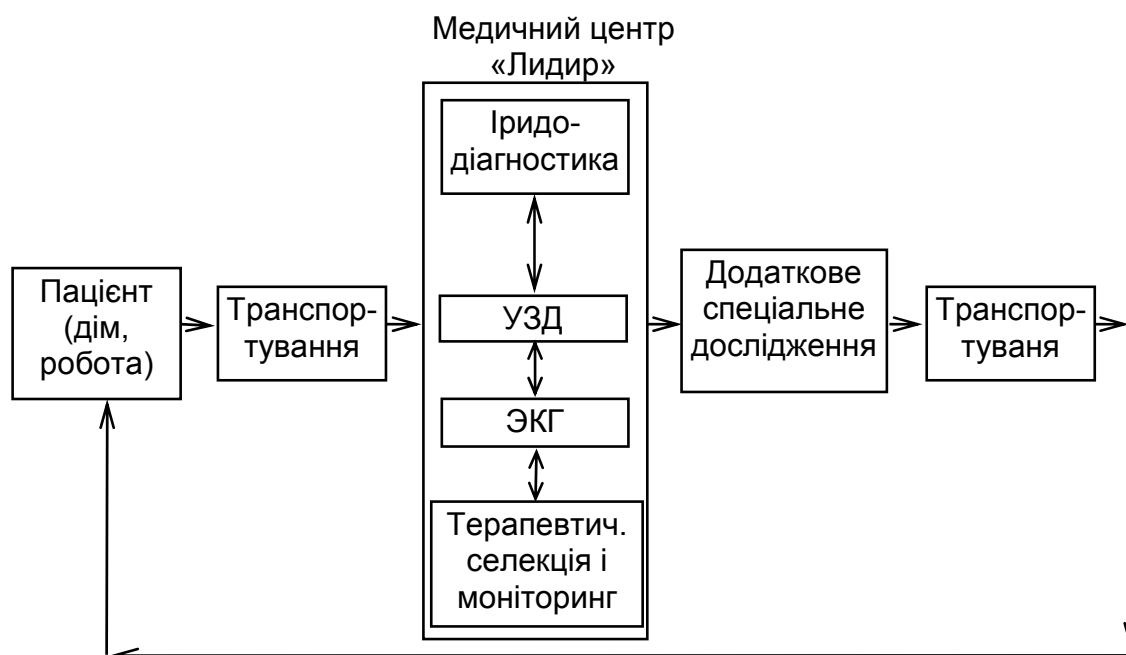 Медичний центр
«Лидир»
Іридо-
діагностика
Пацієнт
(дім,
робота)
Транспор-
тування
УЗД
ЭКГ
Терапевтич.
селекція і
моніторинг
Додаткове
спеціальне
дослідження
Транспор-
туваня